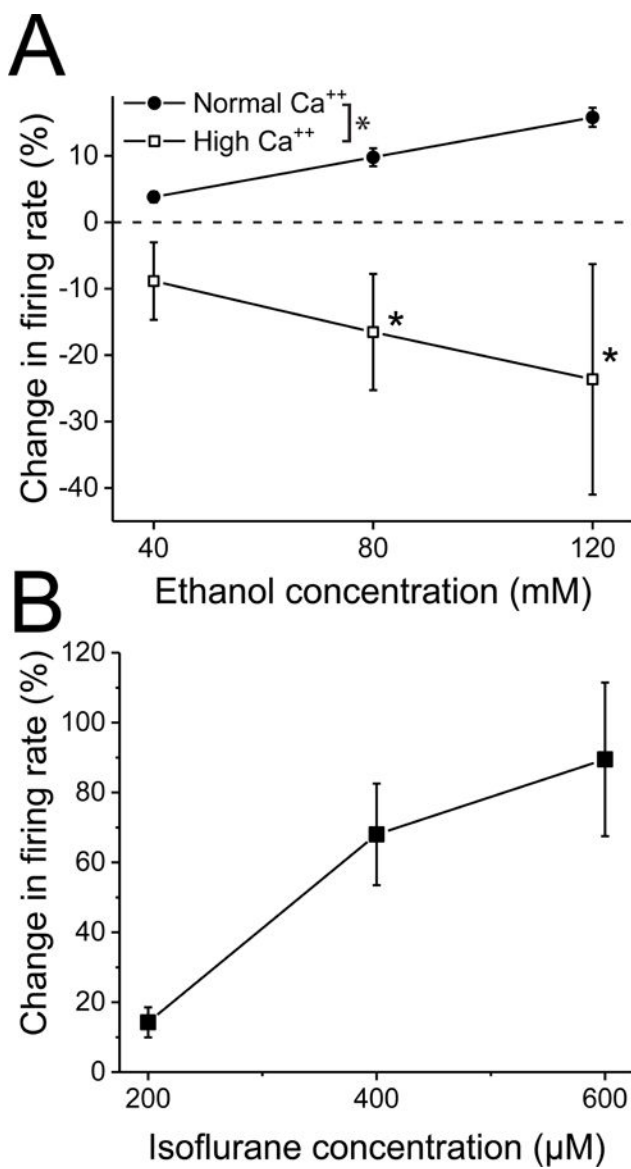 A
Normal Ca++
High Ca++
*
Change in firing rate (%)
10
0
-10
-20
-30
-40
*
*
40
80
120
Ethanol concentration (mM)
B
Change in firing rate (%)
120
100
80
60
40
20
0
200
400
600
Isoflurane concentration (µM)